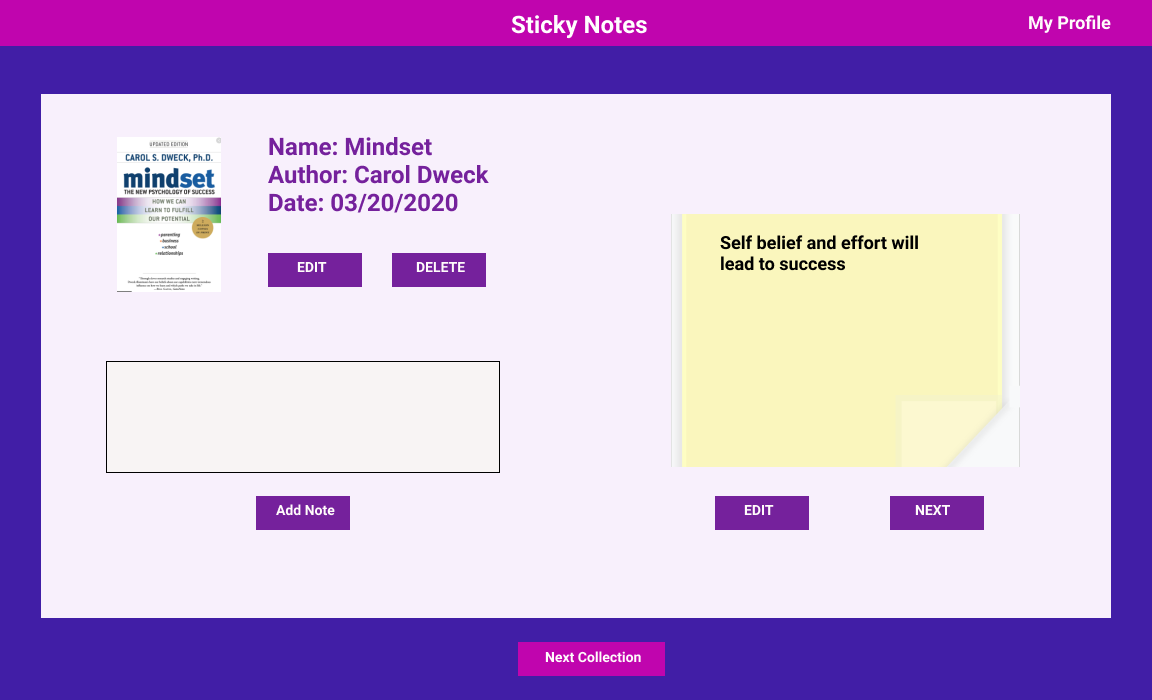 Sticky Notes
My Profile
UPDATED EDITION
CAROL S. DWECK, Ph.D.
mindset
THE NEW PSYCHOLOGY OF SUCCESS
HOW WE CAN
LEARN TO FULFILL
OUR POTENTIAL
•parenting
•business
•school
•relationships
Name: Mindset
Author: Carol Dweck
Date: 03/20/2020
EDIT
DELETE
Add Note
Self belief and effort will
lead to success
EDIT
NEXT
Next Collection